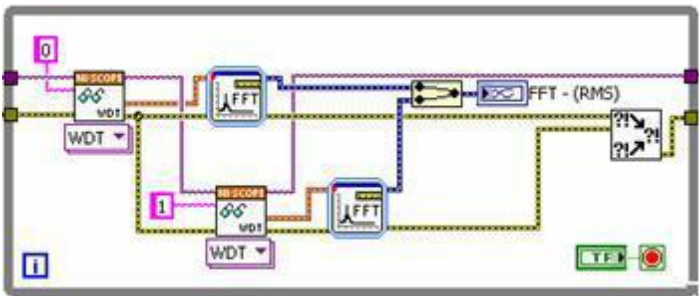 0
NI-SCOPE
WDT
WDT
FFT
FFT - (RMS)
?!
?!
?!
1
NI-SCOPE
WDT
WDT
FFT
i
TF